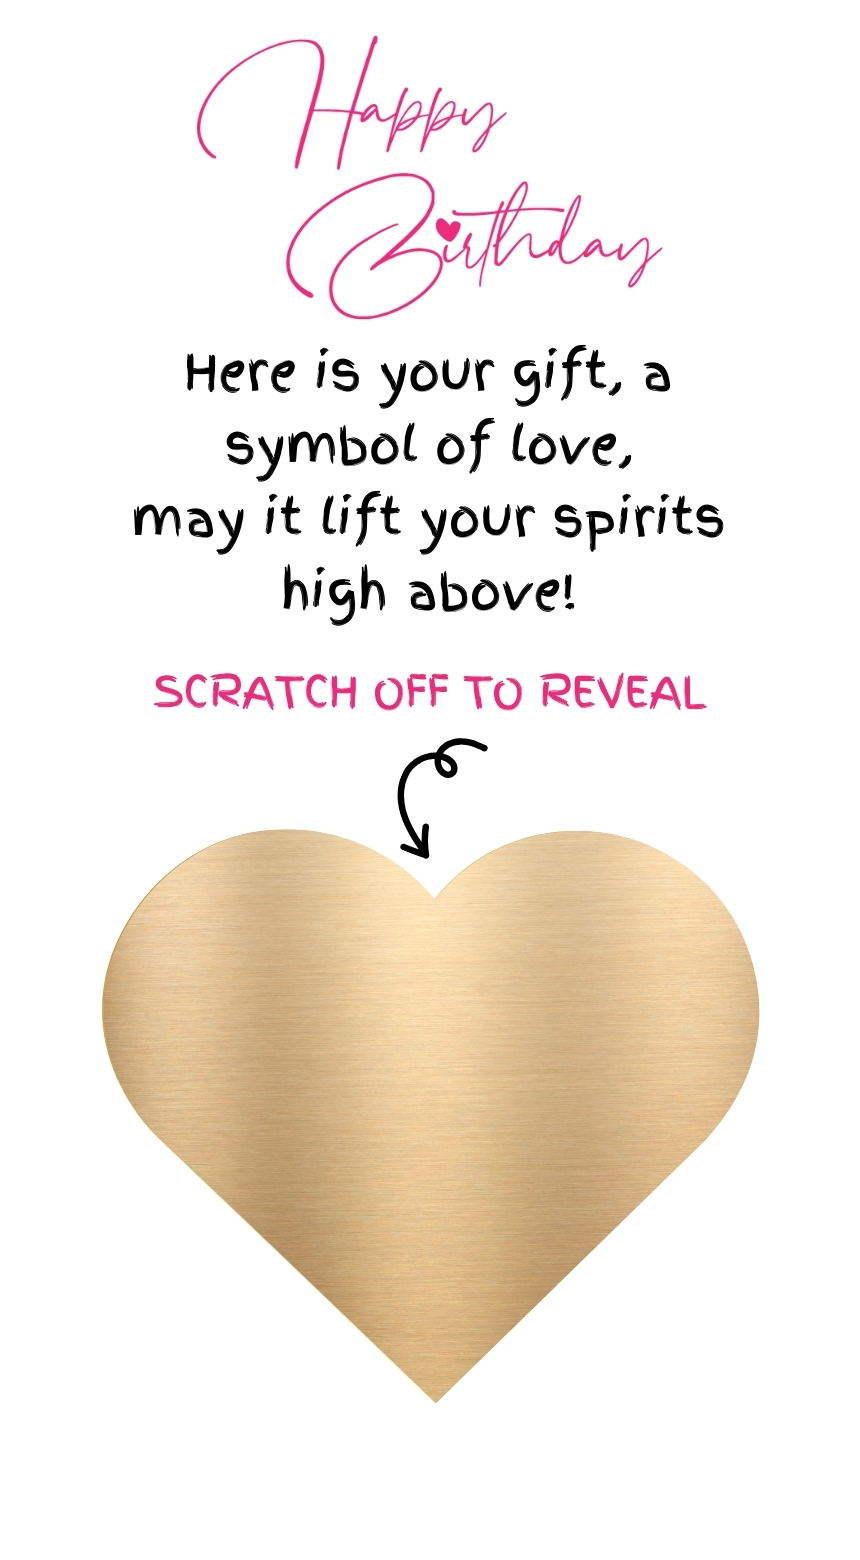 Happy
Birthday
Here is your gift, a
symbol of love,
may it lift your spirits
high above!
SCRATCH OFF TO REVEAL